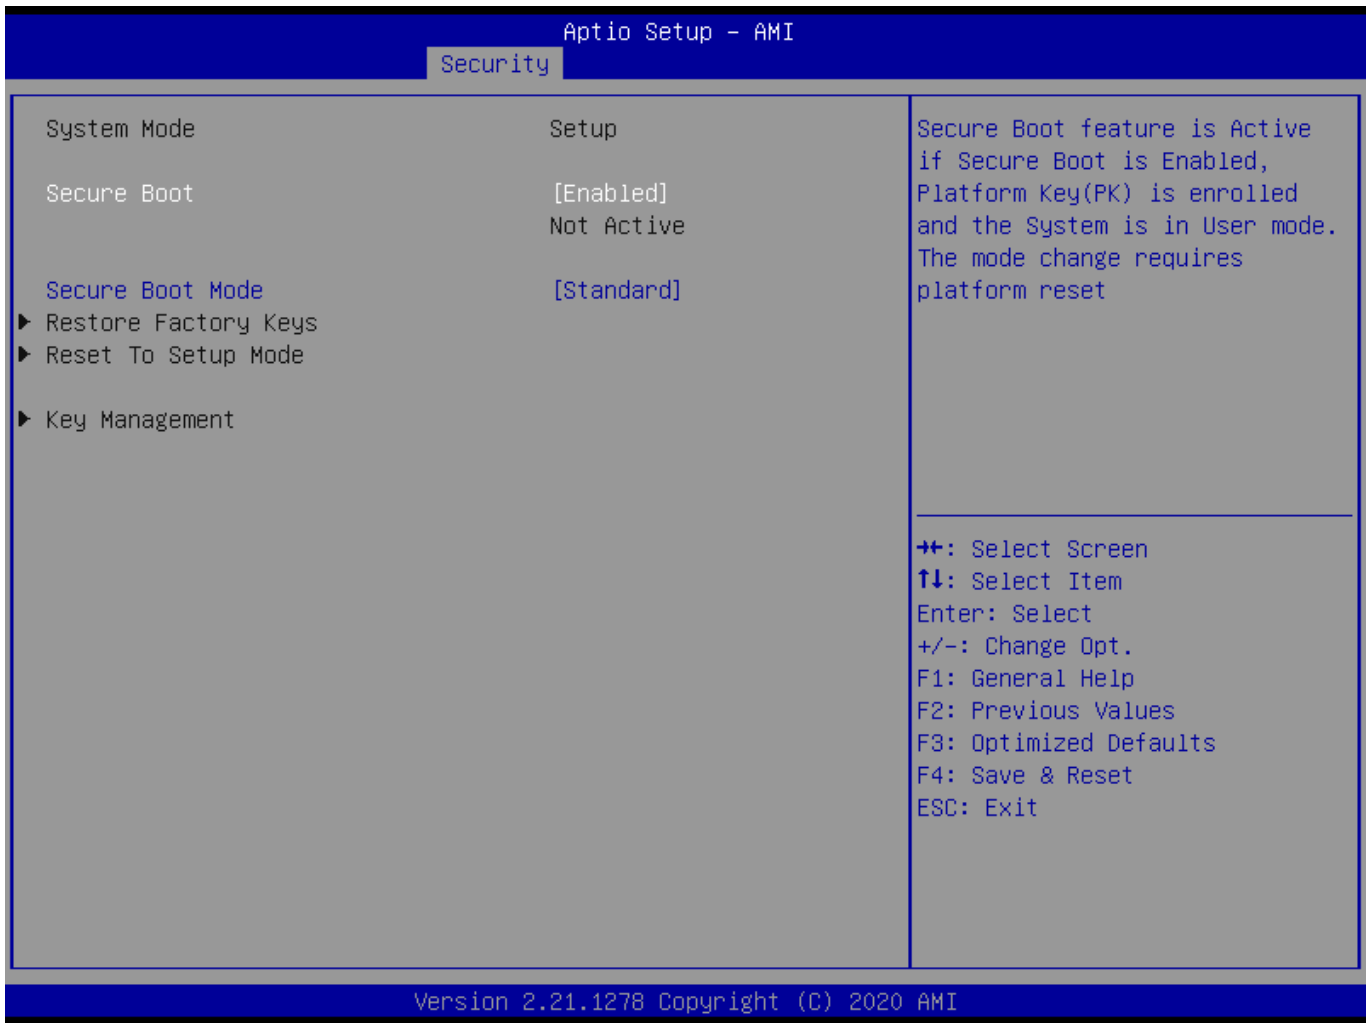 Aptio Setup – AMI
Security
System Mode Setup
Secure Boot [Enabled]
Not Active
Secure Boot Mode [Standard]
▶ Restore Factory Keys
▶ Reset To Setup Mode
▶ Key Management
Secure Boot feature is Active
if Secure Boot is Enabled,
Platform Key(PK) is enrolled
and the System is in User mode.
The mode change requires
platform reset
→←: Select Screen
↑↓: Select Item
Enter: Select
+/-: Change Opt.
F1: General Help
F2: Previous Values
F3: Optimized Defaults
F4: Save & Reset
ESC: Exit
Version 2.21.1278 Copyright (C) 2020 AMI